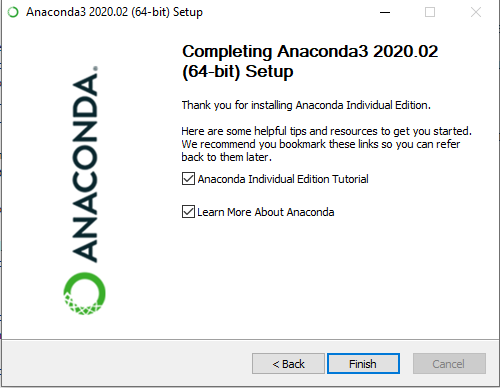 Anaconda3 2020.02 (64-bit) Setup
Completing Anaconda3 2020.02
(64-bit) Setup
Thank you for installing Anaconda Individual Edition.
Here are some helpful tips and resources to get you started.
We recommend you bookmark these links so you can refer
back to them later.
Anaconda Individual Edition Tutorial
Learn More About Anaconda
ANACONDA.
< Back
Finish
Cancel